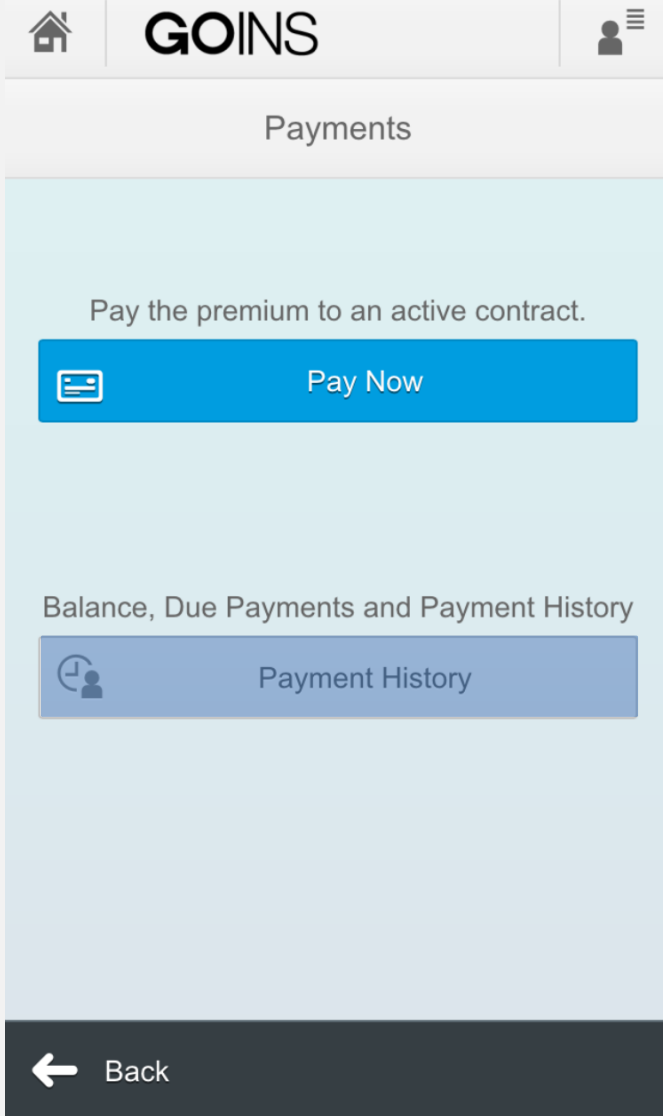 GOINS
Payments
Pay the premium to an active contract.
Pay Now
Balance, Due Payments and Payment History
Payment History
Back